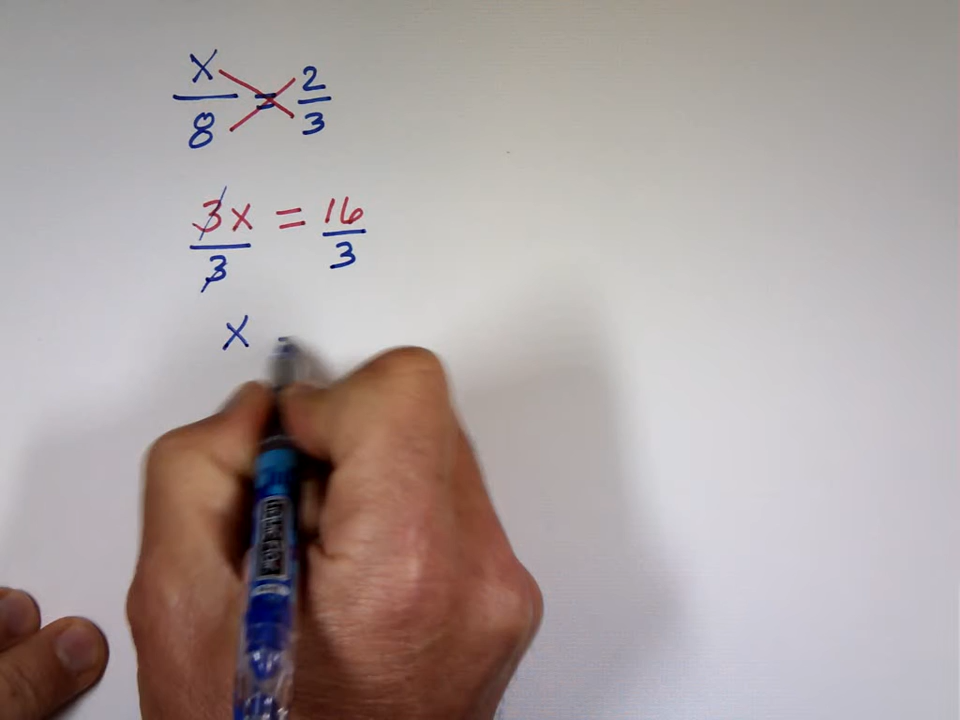 x/8 = 2/3
3x/3 = 16/3
x